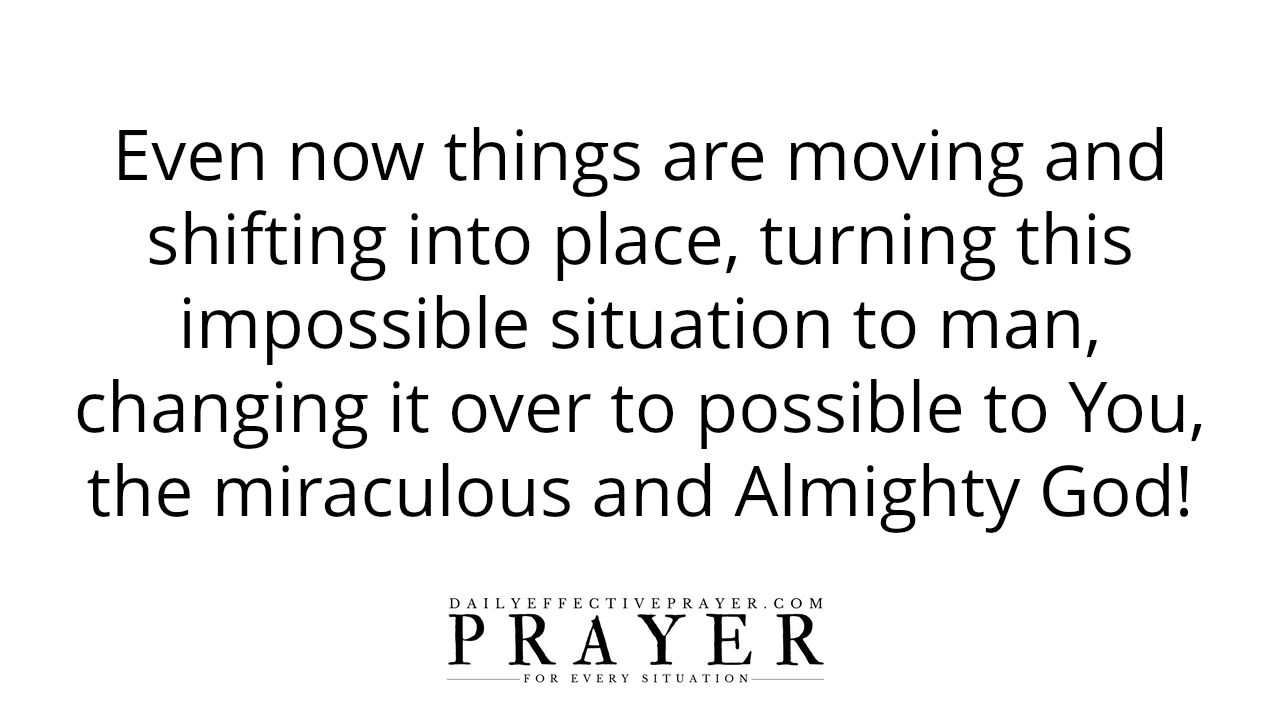 Even now things are moving and
shifting into place, turning this
impossible situation to man,
changing it over to possible to You,
the miraculous and Almighty God!
DAILYEFFECTIVEPRAYER.COM
PRAYER
FOR EVERY SITUATION